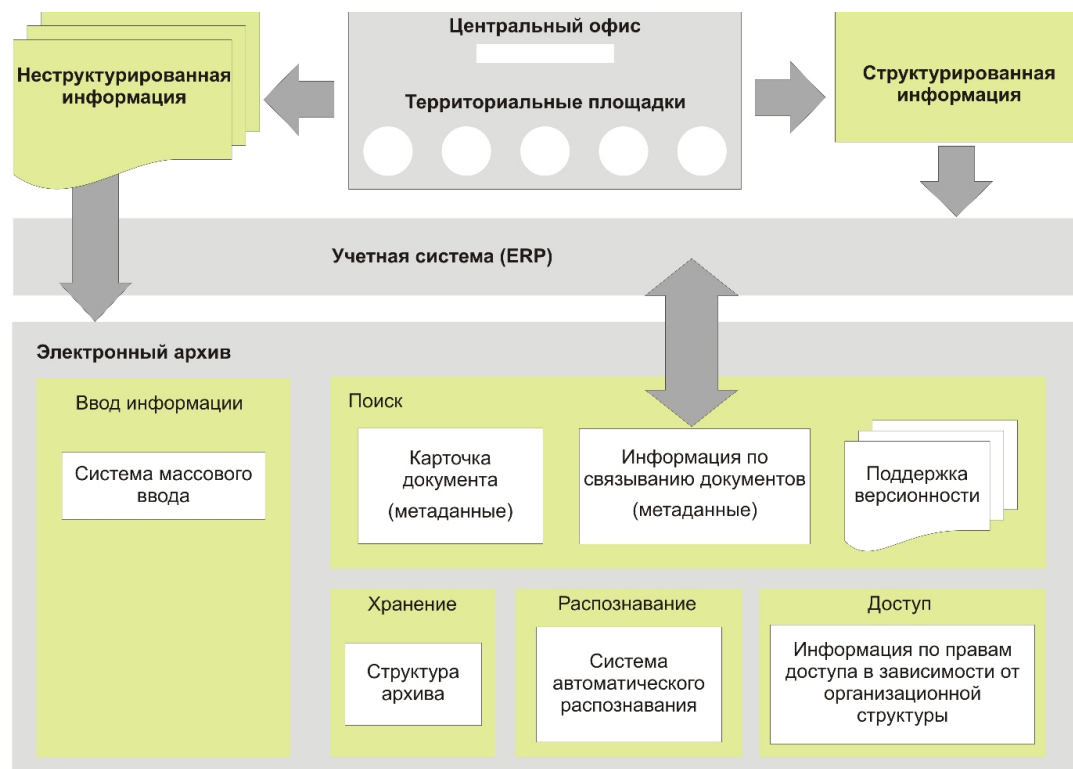 Центральный офис
Неструктурированная
информация
Территориальные площадки
Структурированная
информация
Учетная система (ERP)
Электронный архив
Ввод информации
Система массового
ввода
Поиск
Карточка
документа
(метаданные)
Информация по
связыванию документов
(метаданные)
Поддержка
версионности
Хранение
Структура
архива
Распознавание
Система
автоматического
распознавания
Доступ
Информация по правам
доступа в зависимости от
организационной
структуры